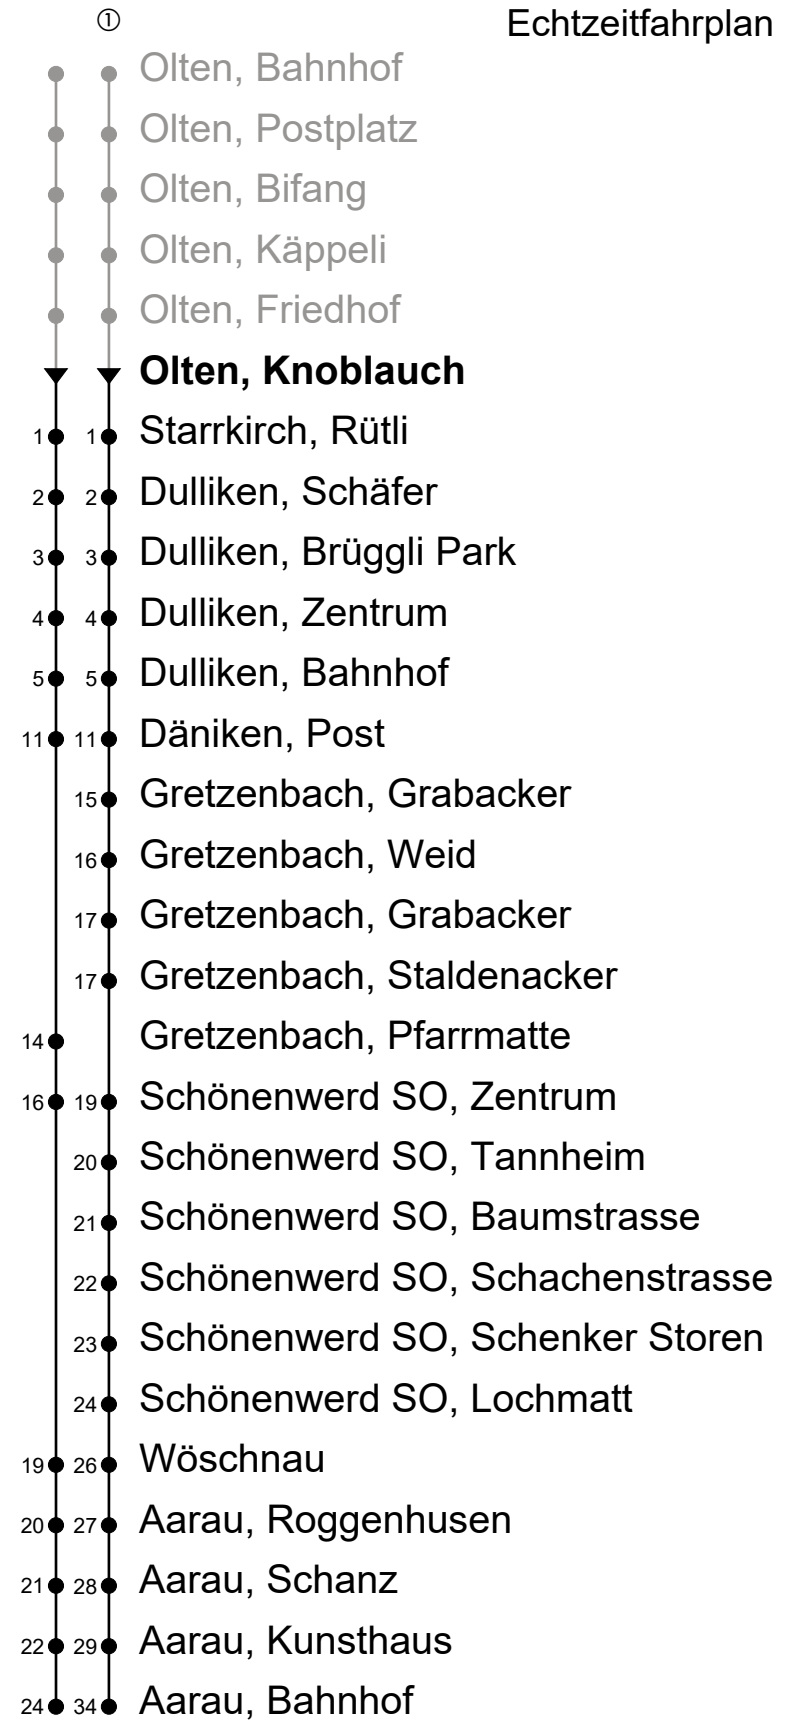 ① Echtzeitfahrplan
Olten, Bahnhof
Olten, Postplatz
Olten, Bifang
Olten, Käppeli
Olten, Friedhof
Olten, Knoblauch
1 1 Starrkirch, Rütli
2 2 Dulliken, Schäfer
3 3 Dulliken, Brüggli Park
4 4 Dulliken, Zentrum
5 5 Dulliken, Bahnhof
11 11 Däniken, Post
15 Gretzenbach, Grabacker
16 Gretzenbach, Weid
17 Gretzenbach, Grabacker
17 Gretzenbach, Staldenacker
14 Gretzenbach, Pfarrmatte
16 19 Schönenwerd SO, Zentrum
20 Schönenwerd SO, Tannheim
21 Schönenwerd SO, Baumstrasse
22 Schönenwerd SO, Schachenstrasse
23 Schönenwerd SO, Schenker Storen
24 Schönenwerd SO, Lochmatt
19 26 Wöschnau
20 27 Aarau, Roggenhusen
21 28 Aarau, Schanz
22 29 Aarau, Kunsthaus
24 34 Aarau, Bahnhof